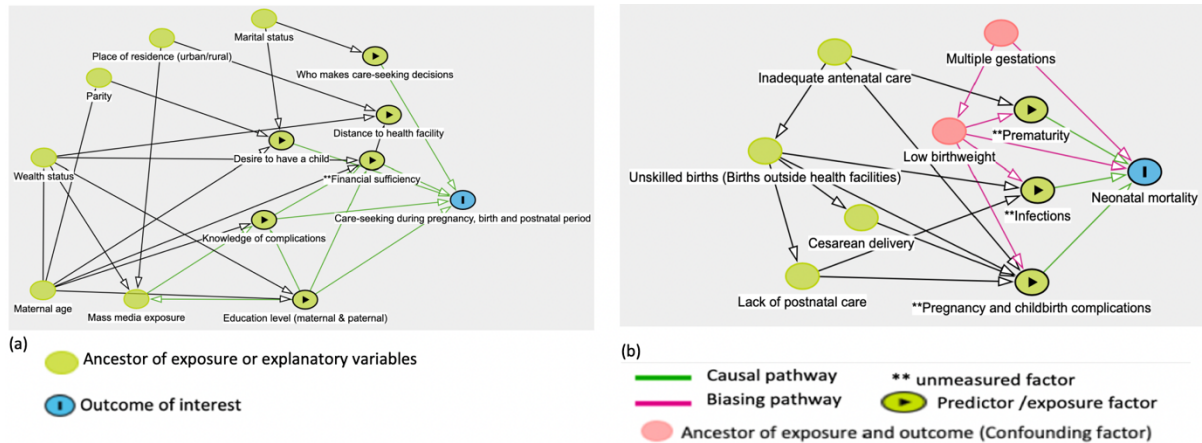 Marital status
Place of residence (urban/rural)
Who makes care-seeking decisions
Parity
Distance to health facility
Desire to have a child
Wealth status
**Financial sufficiency
Care-seeking during pregnancy, birth and postnatal period
Knowledge of complications
Maternal age
Mass media exposure
Education level (maternal & paternal)
(a)
Ancestor of exposure or explanatory variables
Outcome of interest
Multiple gestations
Inadequate antenatal care
**Prematurity
Low birthweight
Unskilled births (Births outside health facilities)
Neonatal mortality
**Infections
Cesarean delivery
Lack of postnatal care
**Pregnancy and childbirth complications
(b)
Causal pathway
** unmeasured factor
Biasing pathway
Predictor /exposure factor
Ancestor of exposure and outcome (Confounding factor)